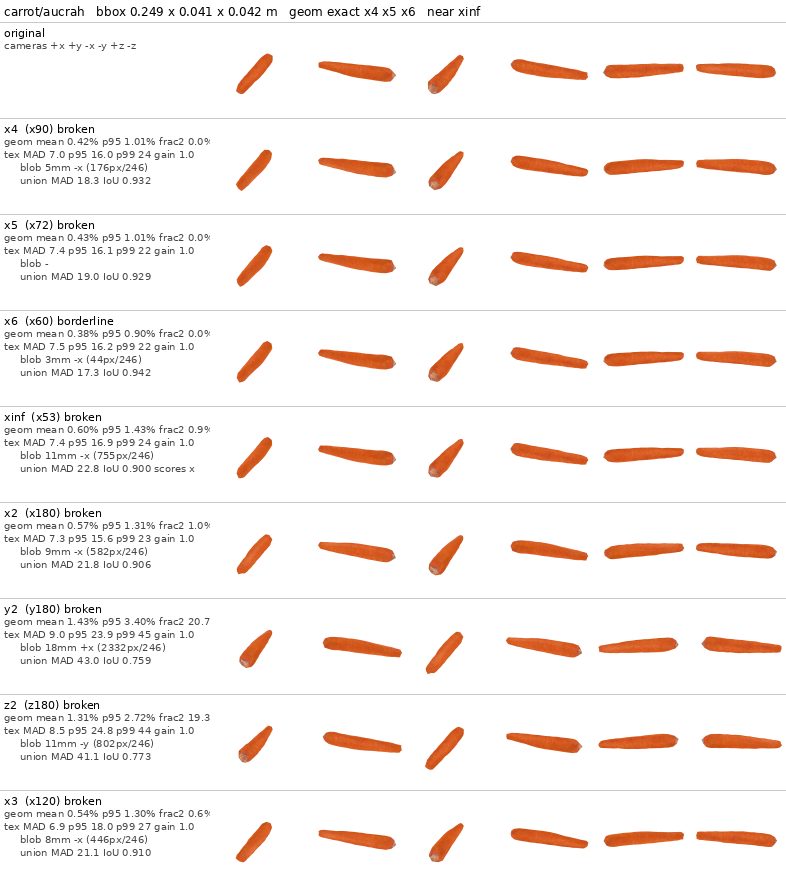 carrot/aucrah   bbox 0.249 x 0.041 x 0.042 m   geom exact x4 x5 x6   near xinf
original
cameras +x +y -x -y +z -z
x4  (x90) broken
geom mean 0.42% p95 1.01% frac2 0.0%
tex MAD 7.0 p95 16.0 p99 24 gain 1.0
blob 5mm -x (176px/246)
union MAD 18.3 IoU 0.932
x5  (x72) broken
geom mean 0.43% p95 1.01% frac2 0.0%
tex MAD 7.4 p95 16.1 p99 22 gain 1.0
blob -
union MAD 19.0 IoU 0.929
x6  (x60) borderline
geom mean 0.38% p95 0.90% frac2 0.0%
tex MAD 7.5 p95 16.2 p99 22 gain 1.0
blob 3mm -x (44px/246)
union MAD 17.3 IoU 0.942
xinf  (x53) broken
geom mean 0.60% p95 1.43% frac2 0.9%
tex MAD 7.4 p95 16.9 p99 24 gain 1.0
blob 11mm -x (755px/246)
union MAD 22.8 IoU 0.900 scores x
x2  (x180) broken
geom mean 0.57% p95 1.31% frac2 1.0%
tex MAD 7.3 p95 15.6 p99 23 gain 1.0
blob 9mm -x (582px/246)
union MAD 21.8 IoU 0.906
y2  (y180) broken
geom mean 1.43% p95 3.40% frac2 20.7
tex MAD 9.0 p95 23.9 p99 45 gain 1.0
blob 18mm +x (2332px/246)
union MAD 43.0 IoU 0.759
z2  (z180) broken
geom mean 1.31% p95 2.72% frac2 19.3
tex MAD 8.5 p95 24.8 p99 44 gain 1.0
blob 11mm -y (802px/246)
union MAD 41.1 IoU 0.773
x3  (x120) broken
geom mean 0.54% p95 1.30% frac2 0.6%
tex MAD 6.9 p95 18.0 p99 27 gain 1.0
blob 8mm -x (446px/246)
union MAD 21.1 IoU 0.910